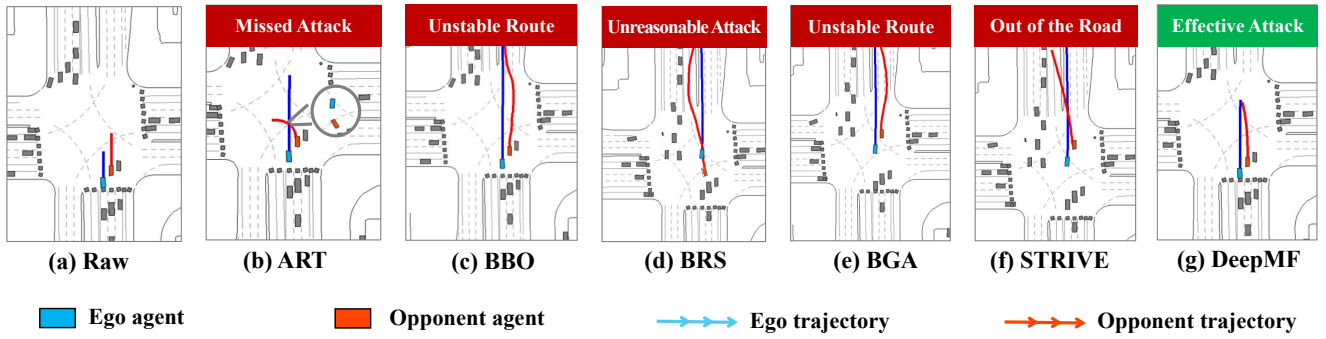 Missed Attack
Unstable Route
Unreasonable Attack
Unstable Route
Out of the Road
Effective Attack
(a) Raw
(b) ART
(c) BBO
(d) BRS
(e) BGA
(f) STRIVE
(g) DeepMF
Ego agent
Opponent agent
Ego trajectory
Opponent trajectory